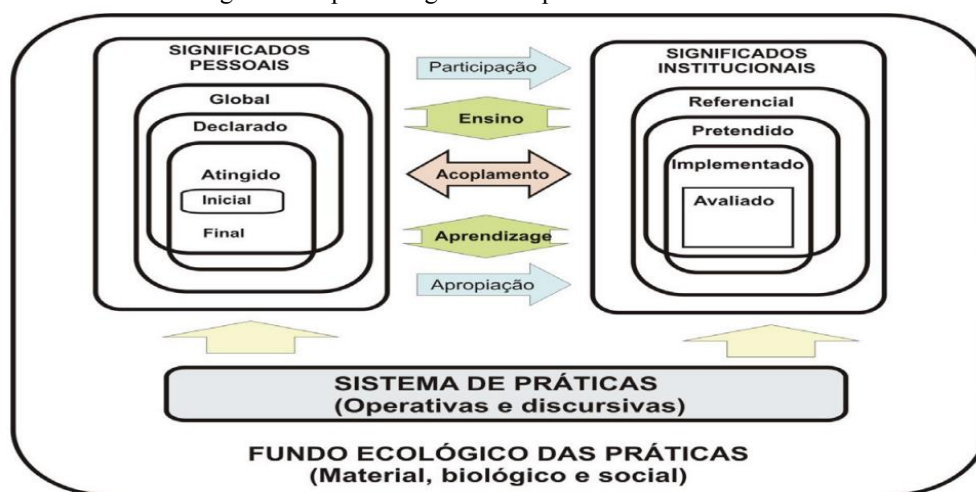 SIGNIFICADOS
PESSOAIS
Global
Declarado
Atingido
Inicial
Final
Participação
Ensino
Acoplamento
Aprendizage
Apropiação
SIGNIFICADOS
INSTITUCIONAIS
Referencial
Pretendido
Implementado
Avaliado
SISTEMA DE PRÁTICAS
(Operativas e discursivas)
FUNDO ECOLÓGICO DAS PRÁTICAS
(Material, biológico e social)